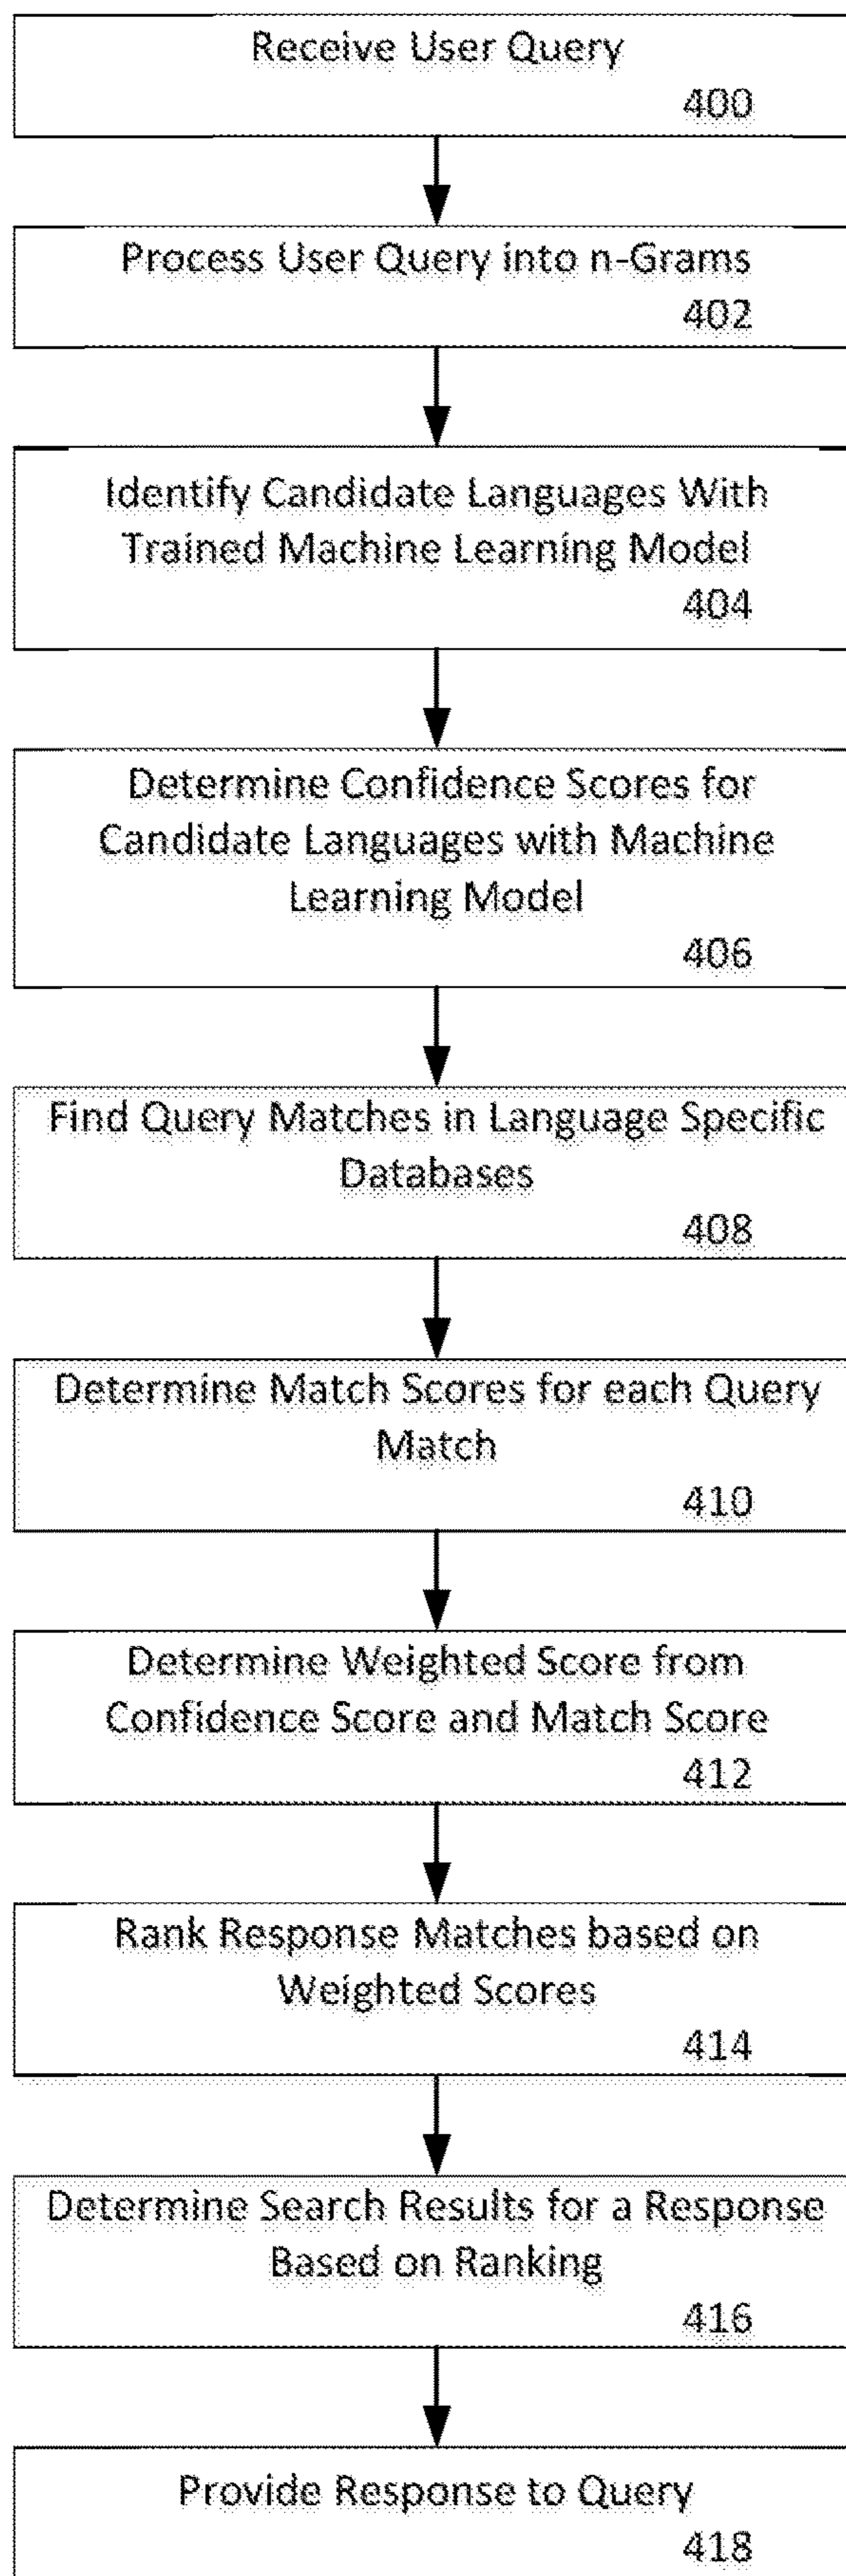 Receive User Query
400
Process User Query into n-Grams
402
Identify Candidate Languages With
Trained Machine Learning Model
404
Determine Confidence Scores for
Candidate Languages with Machine
Learning Model
406
Find Query Matches in Language Specific
Databases
408
Determine Match Scores for each Query
Match
410
Determine Weighted Score from
Confidence Score and Match Score
412
Rank Response Matches based on
Weighted Scores
414
Determine Search Results for a Response
Based on Ranking
416
Provide Response to Query
418